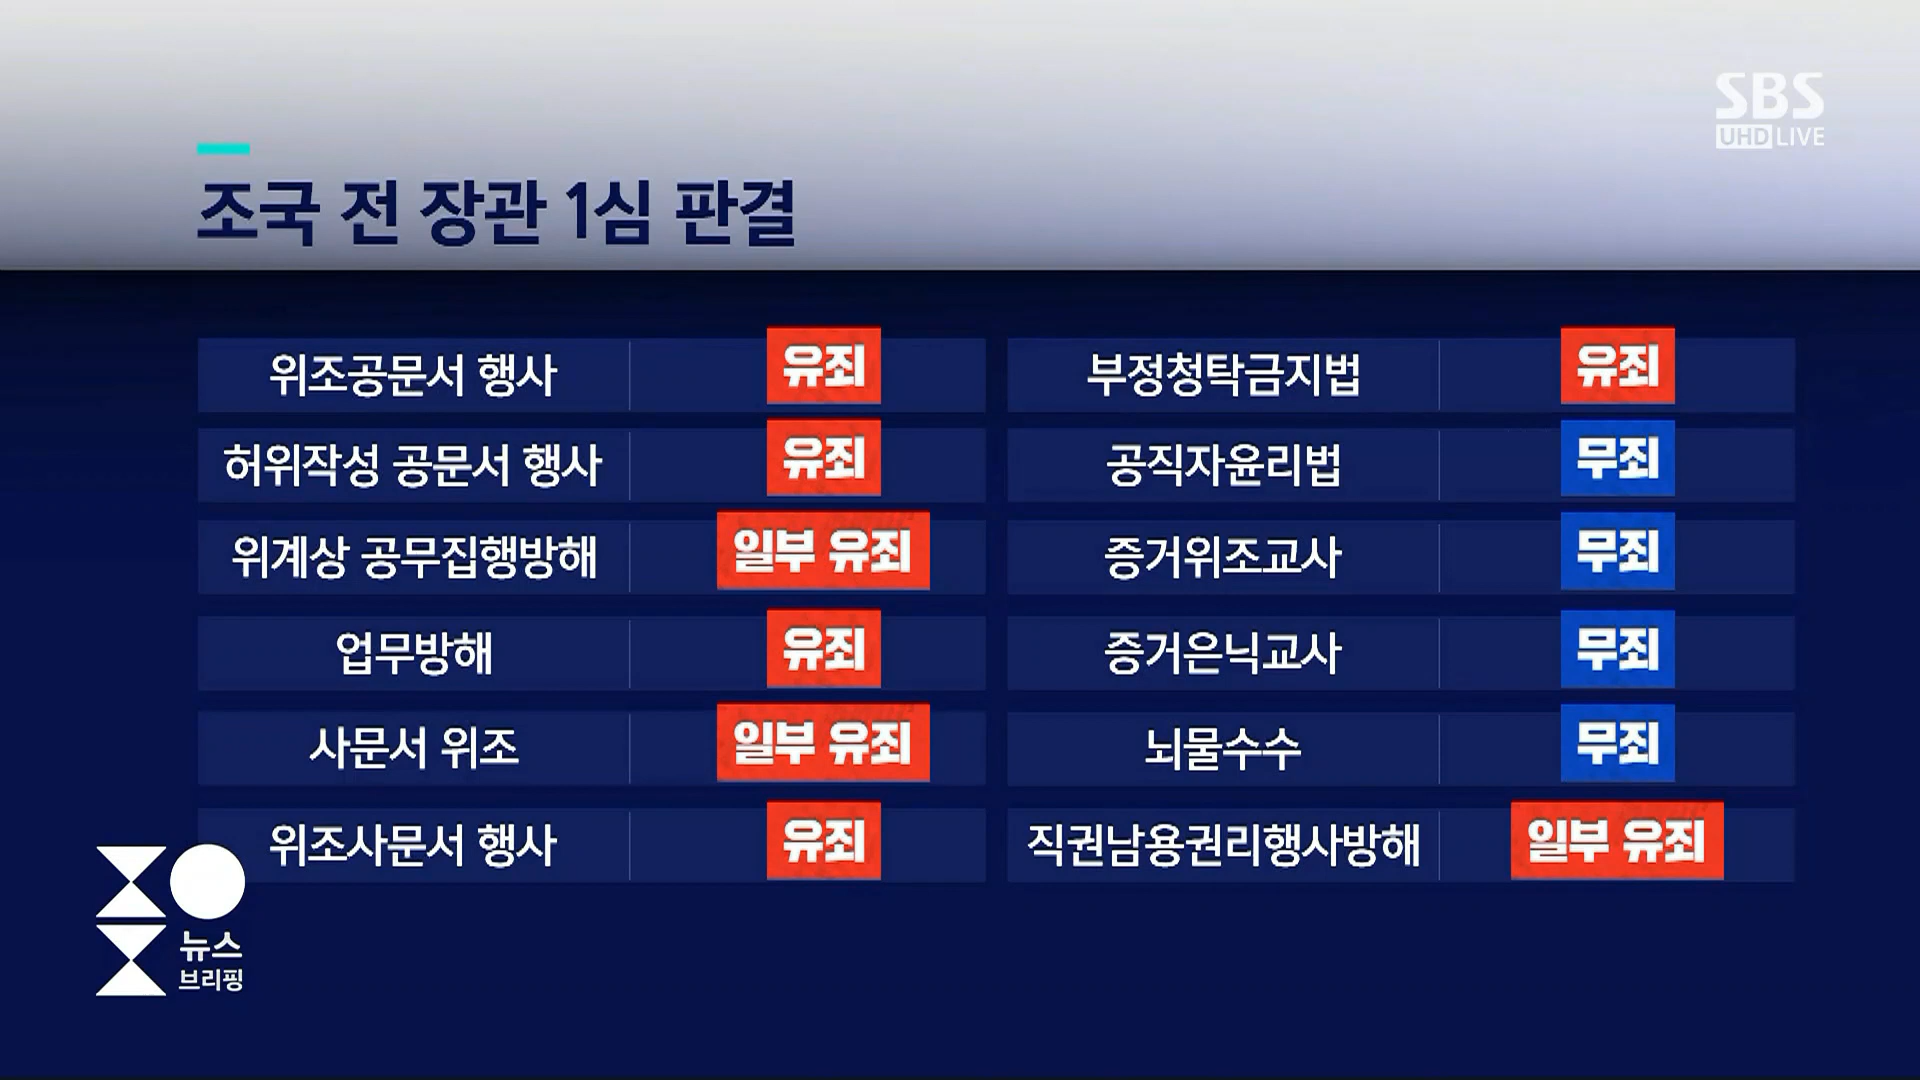 SBS
UHD LIVE
조국 전 장관 1심 판결
위조공문서 행사 유죄
허위작성 공문서 행사 유죄
위계상 공무집행방해 일부 유죄
업무방해 유죄
사문서 위조 일부 유죄
위조사문서 행사 유죄
부정청탁금지법 유죄
공직자윤리법 무죄
증거위조교사 무죄
증거은닉교사 무죄
뇌물수수 무죄
직권남용권리행사방해 일부 유죄
뉴스
브리핑